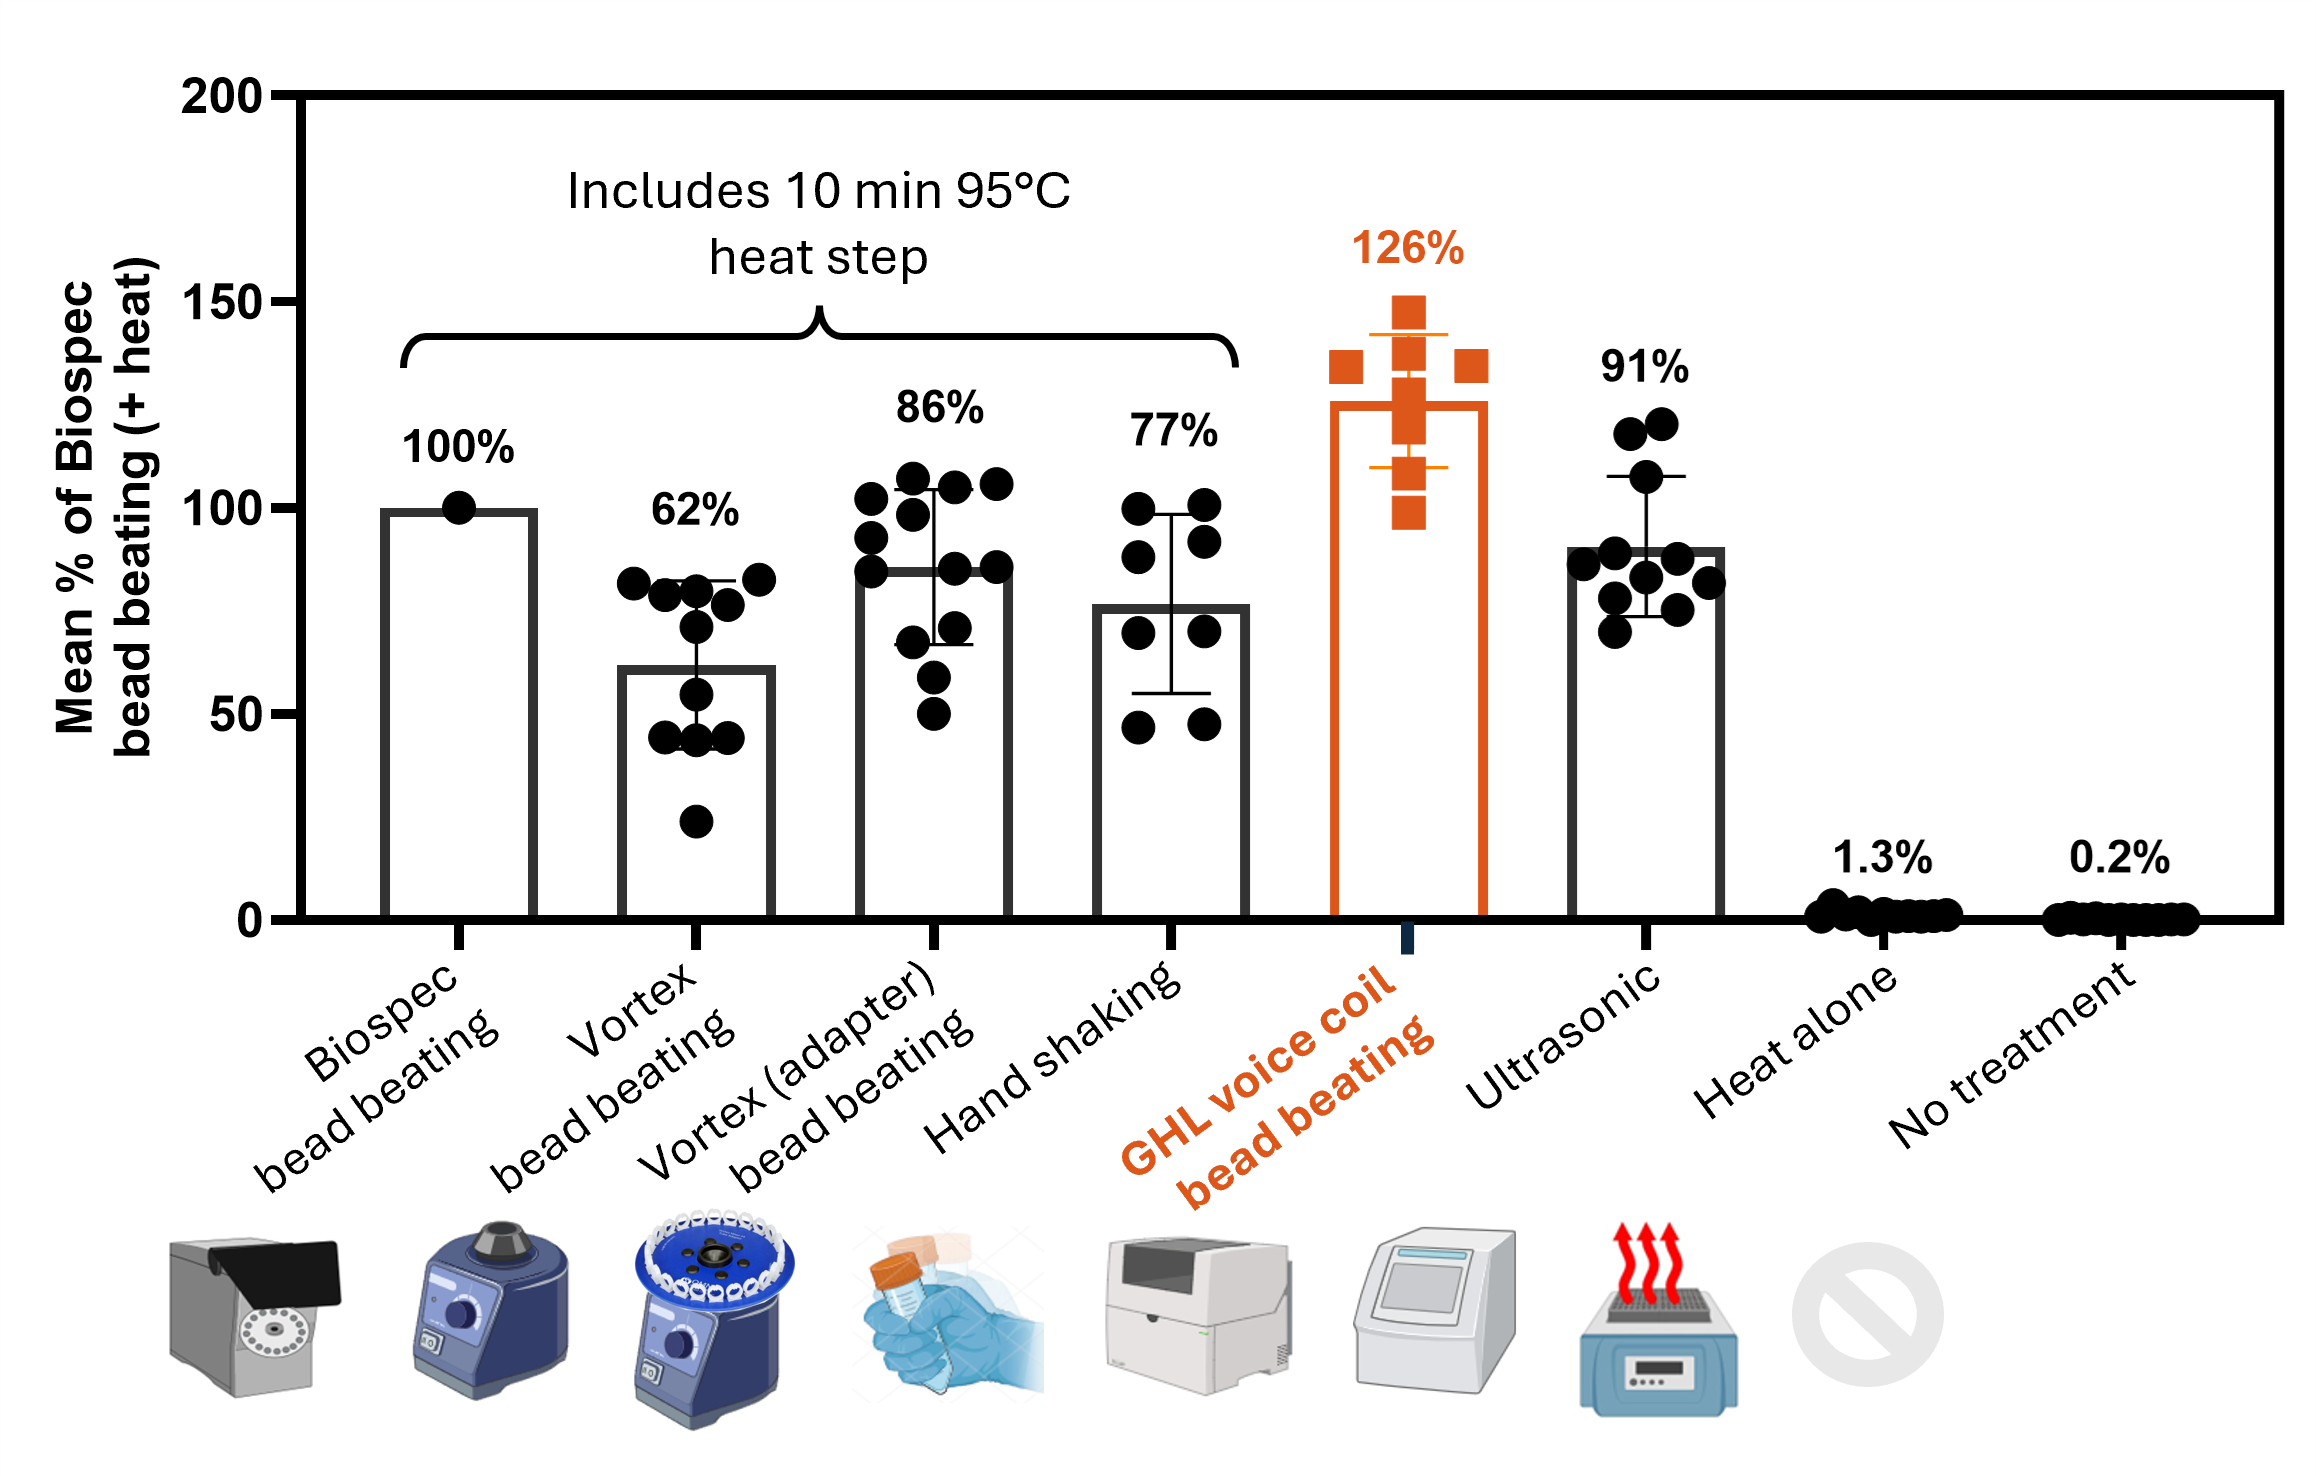 200
150
100
50
0
Mean % of Biospec
bead beating (+ heat)
Includes 10 min 95°C
heat step
100%
62%
86%
77%
126%
91%
1.3%
0.2%
Biospec
bead beating
Vortex
bead beating
Vortex (adapter)
bead beating
Hand shaking
GHL voice coil
bead beating
Ultrasonic
Heat alone
No treatment